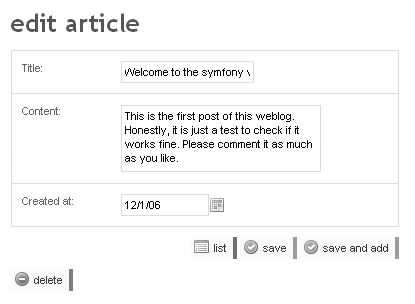 edit article
Title:
Welcome to the symfony
Content:
This is the first post of this weblog.
Honestly, it is just a test to check if it
works fine. Please comment it as much
as you like.
Created at:
12/1/06
list
save
save and add
delete